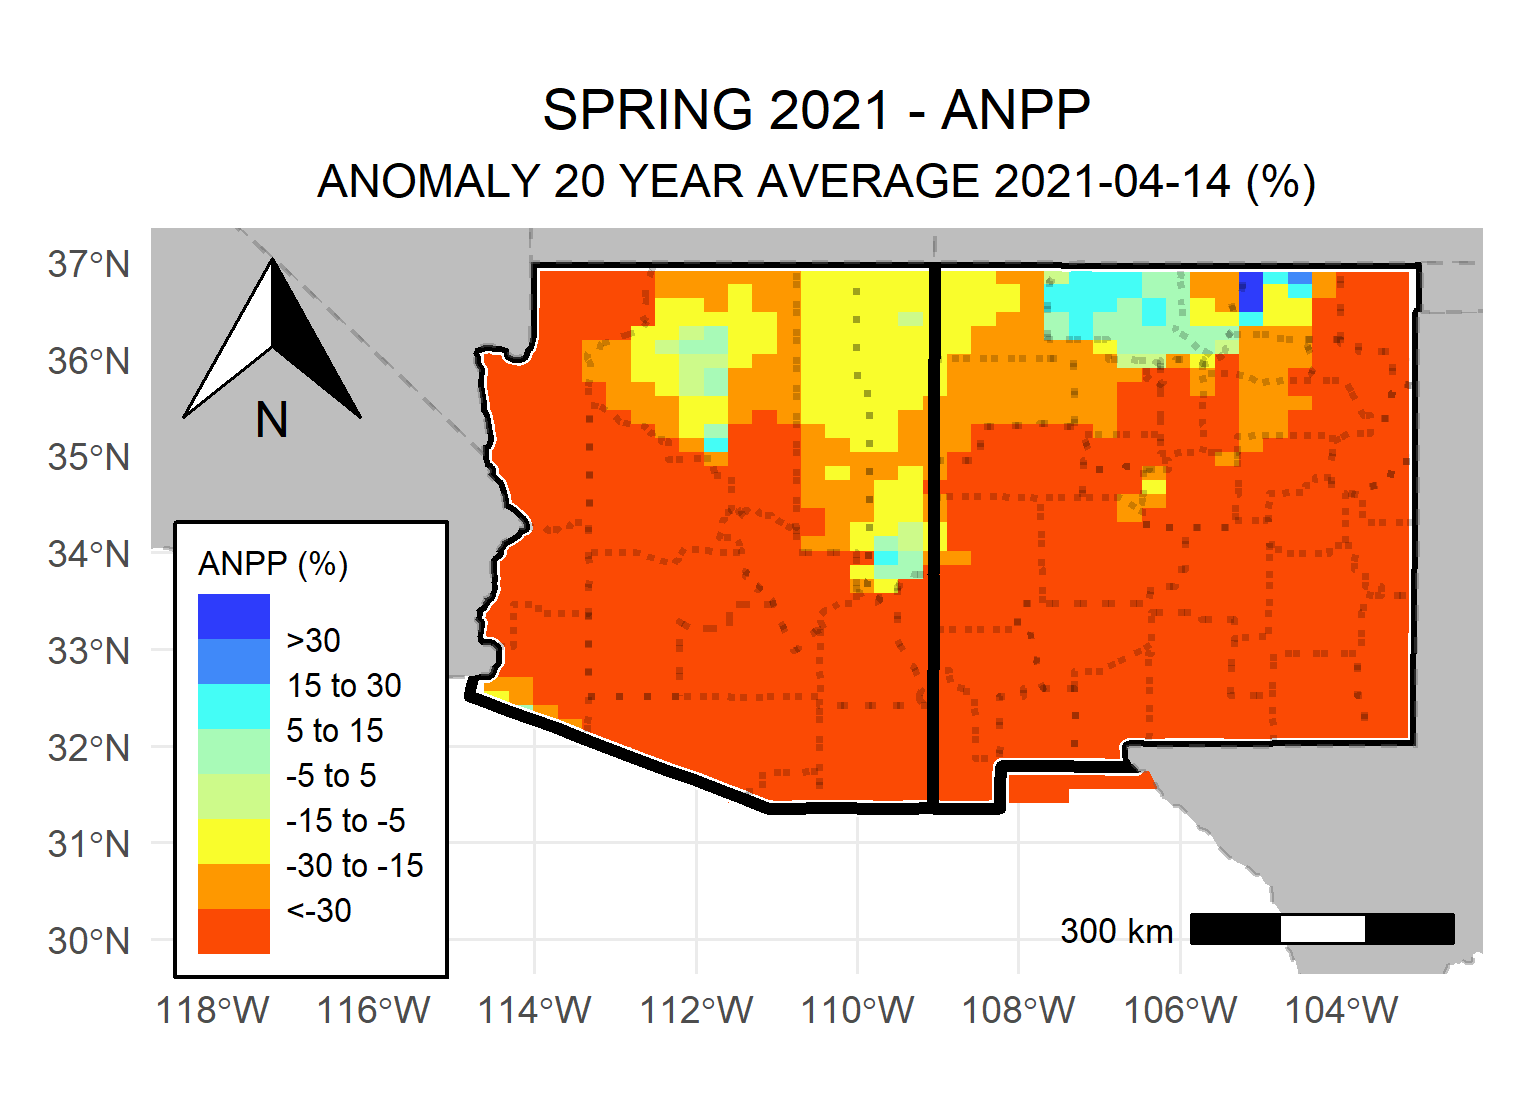 SPRING 2021 - ANPP
ANOMALY 20 YEAR AVERAGE 2021-04-14 (%)
37°N
36°N
35°N
34°N
33°N
32°N
31°N
30°N
N
ANPP (%)
>30
15 to 30
5 to 15
-5 to 5
-15 to -5
-30 to -15
<-30
300 km
118°W 116°W 114°W 112°W 110°W 108°W 106°W 104°W